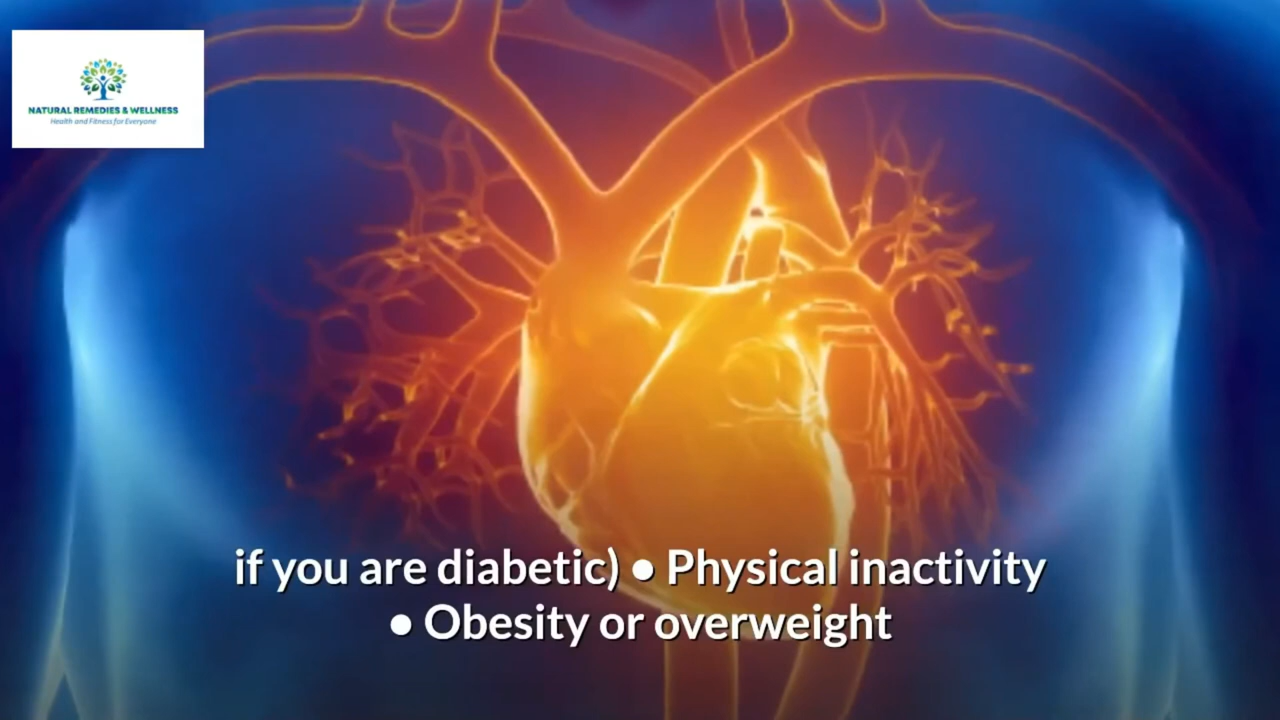 NATURAL REMEDIES & WELLNESS
Health and Fitness for Everyone
if you are diabetic) ● Physical inactivity
● Obesity or overweight